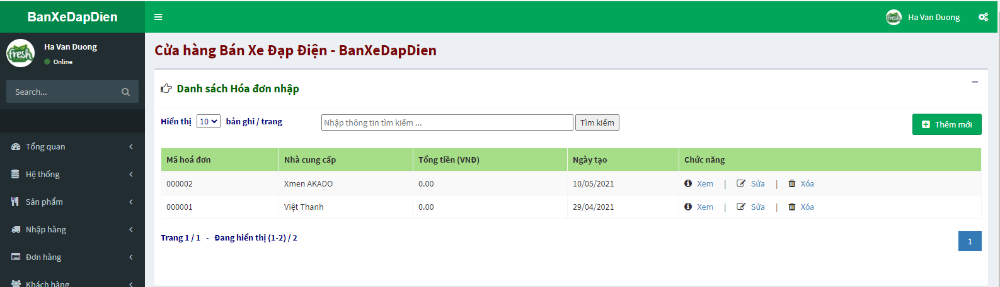 BanXeDapDien
Ha Van Duong
Ha Van Duong
Online
Search...
Tổng quan
Hệ thống
Sản phẩm
Nhập hàng
Đơn hàng
Khách hàng
Cửa hàng Bán Xe Đạp Điện - BanXeDapDien
Danh sách Hóa đơn nhập
Hiển thị 10 bản ghi / trang Nhập thông tin tìm kiếm ... Tìm kiếm Thêm mới
Mã hoá đơn Nhà cung cấp Tổng tiền (VNĐ) Ngày tạo Chức năng
000002 Xmen AKADO 0.00 10/05/2021 Xem | Sửa | Xóa
000001 Việt Thanh 0.00 29/04/2021 Xem | Sửa | Xóa
Trang 1 / 1 - Đang hiển thị (1-2) / 2 1